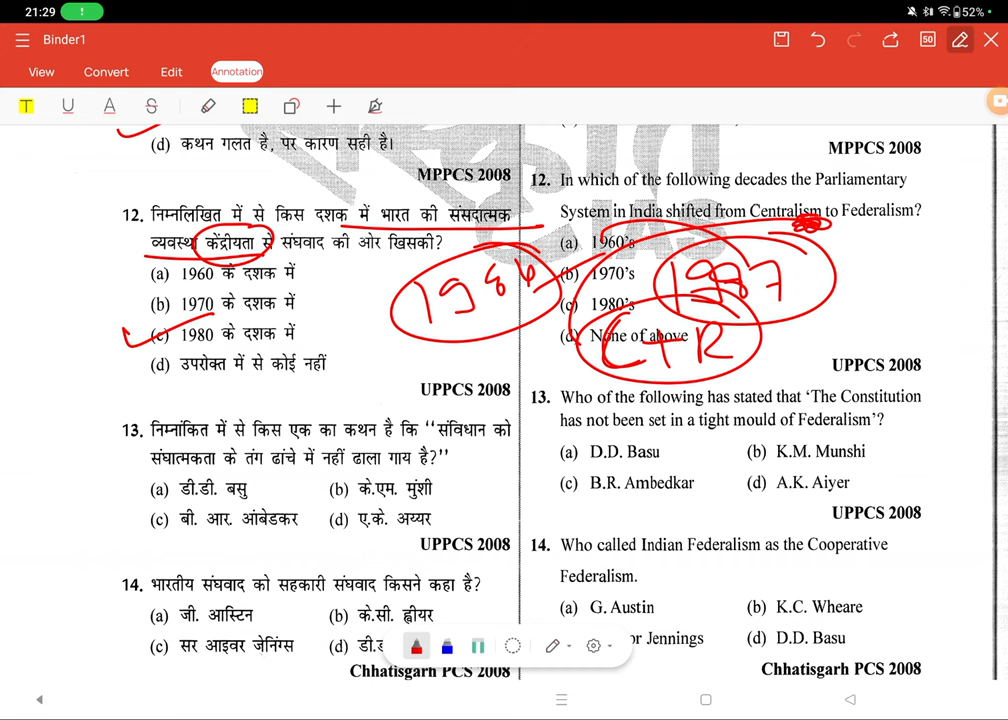 21:29
52%
Binder1
50
View Convert Edit Annotation
T U A S
(d) कथन गलत है, पर कारण सही है।
MPPCS 2008
12. निम्नलिखित में से किस दशक में भारत की संसदात्मक
व्यवस्था केंद्रीयता से संघवाद की ओर खिसकी?
(a) 1960 के दशक में
(b) 1970 के दशक में
(c) 1980 के दशक में
(d) उपरोक्त में से कोई नहीं
UPPCS 2008
13. निम्नांकित में से किस एक का कथन है कि ‘‘संविधान को
संघात्मकता के तंग ढांचे में नहीं ढाला गाय है?’’
(a) डी.डी. बसु (b) के.एम. मुंशी
(c) बी. आर. आंबेडकर (d) ए.के. अय्यर
UPPCS 2008
14. भारतीय संघवाद को सहकारी संघवाद किसने कहा है?
(a) जी. आस्टिन (b) के.सी. ह्वीयर
(c) सर आइवर जेनिंग्स (d) डी.
Chhatisgarh PCS 2008
MPPCS 2008
12. In which of the following decades the Parliamentary
System in India shifted from Centralism to Federalism?
(a) 1960’s
(b) 1970’s
(c) 1980’s
(d) None of above
UPPCS 2008
13. Who of the following has stated that ‘The Constitution
has not been set in a tight mould of Federalism’?
(a) D.D. Basu (b) K.M. Munshi
(c) B.R. Ambedkar (d) A.K. Aiyer
UPPCS 2008
14. Who called Indian Federalism as the Cooperative
Federalism.
(a) G. Austin (b) K.C. Wheare
or Jennings (d) D.D. Basu
Chhatisgarh PCS 2008
C+R